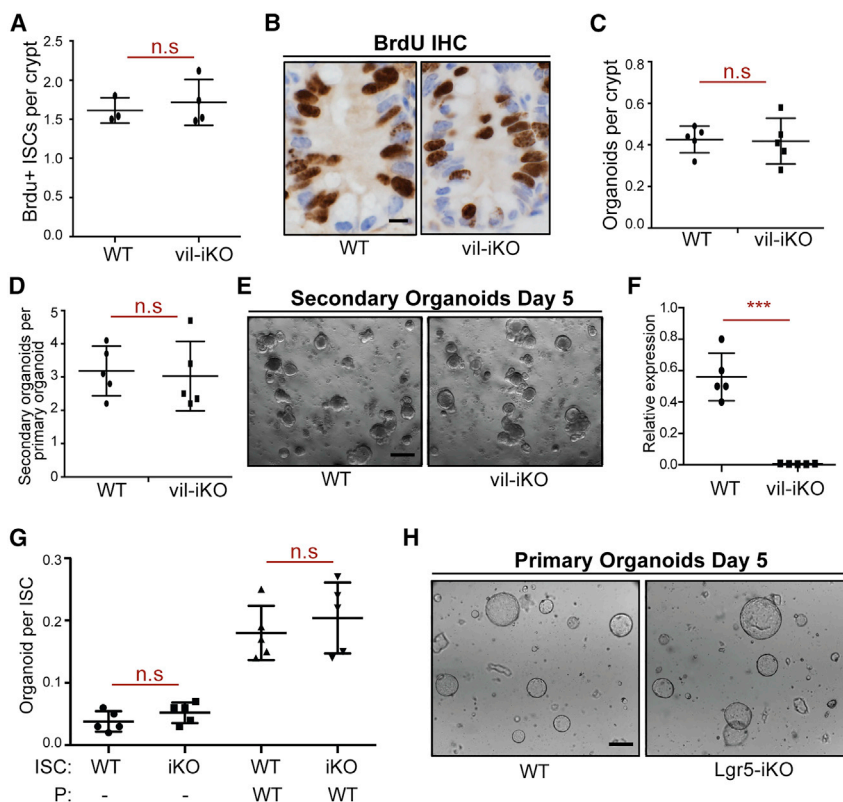 A
n.s
Brdu+ ISCs per crypt
2.5
2.0
1.5
1.0
0.5
0.0
WT
vil-iKO
B
BrdU IHC
WT
vil-iKO
C
n.s
Organoids per crypt
0.8
0.6
0.4
0.2
0.0
WT
vil-iKO
D
n.s
Secondary organoids per
primary organoid
5
4
3
2
1
0
WT
vil-iKO
E
Secondary Organoids Day 5
WT
vil-iKO
F
***
Relative expression
1.0
0.8
0.6
0.4
0.2
0.0
WT
vil-iKO
G
n.s
n.s
Organoid per ISC
0.3
0.2
0.1
0.0
ISC: WT iKO WT iKO
P: - - WT WT
H
Primary Organoids Day 5
WT
Lgr5-iKO